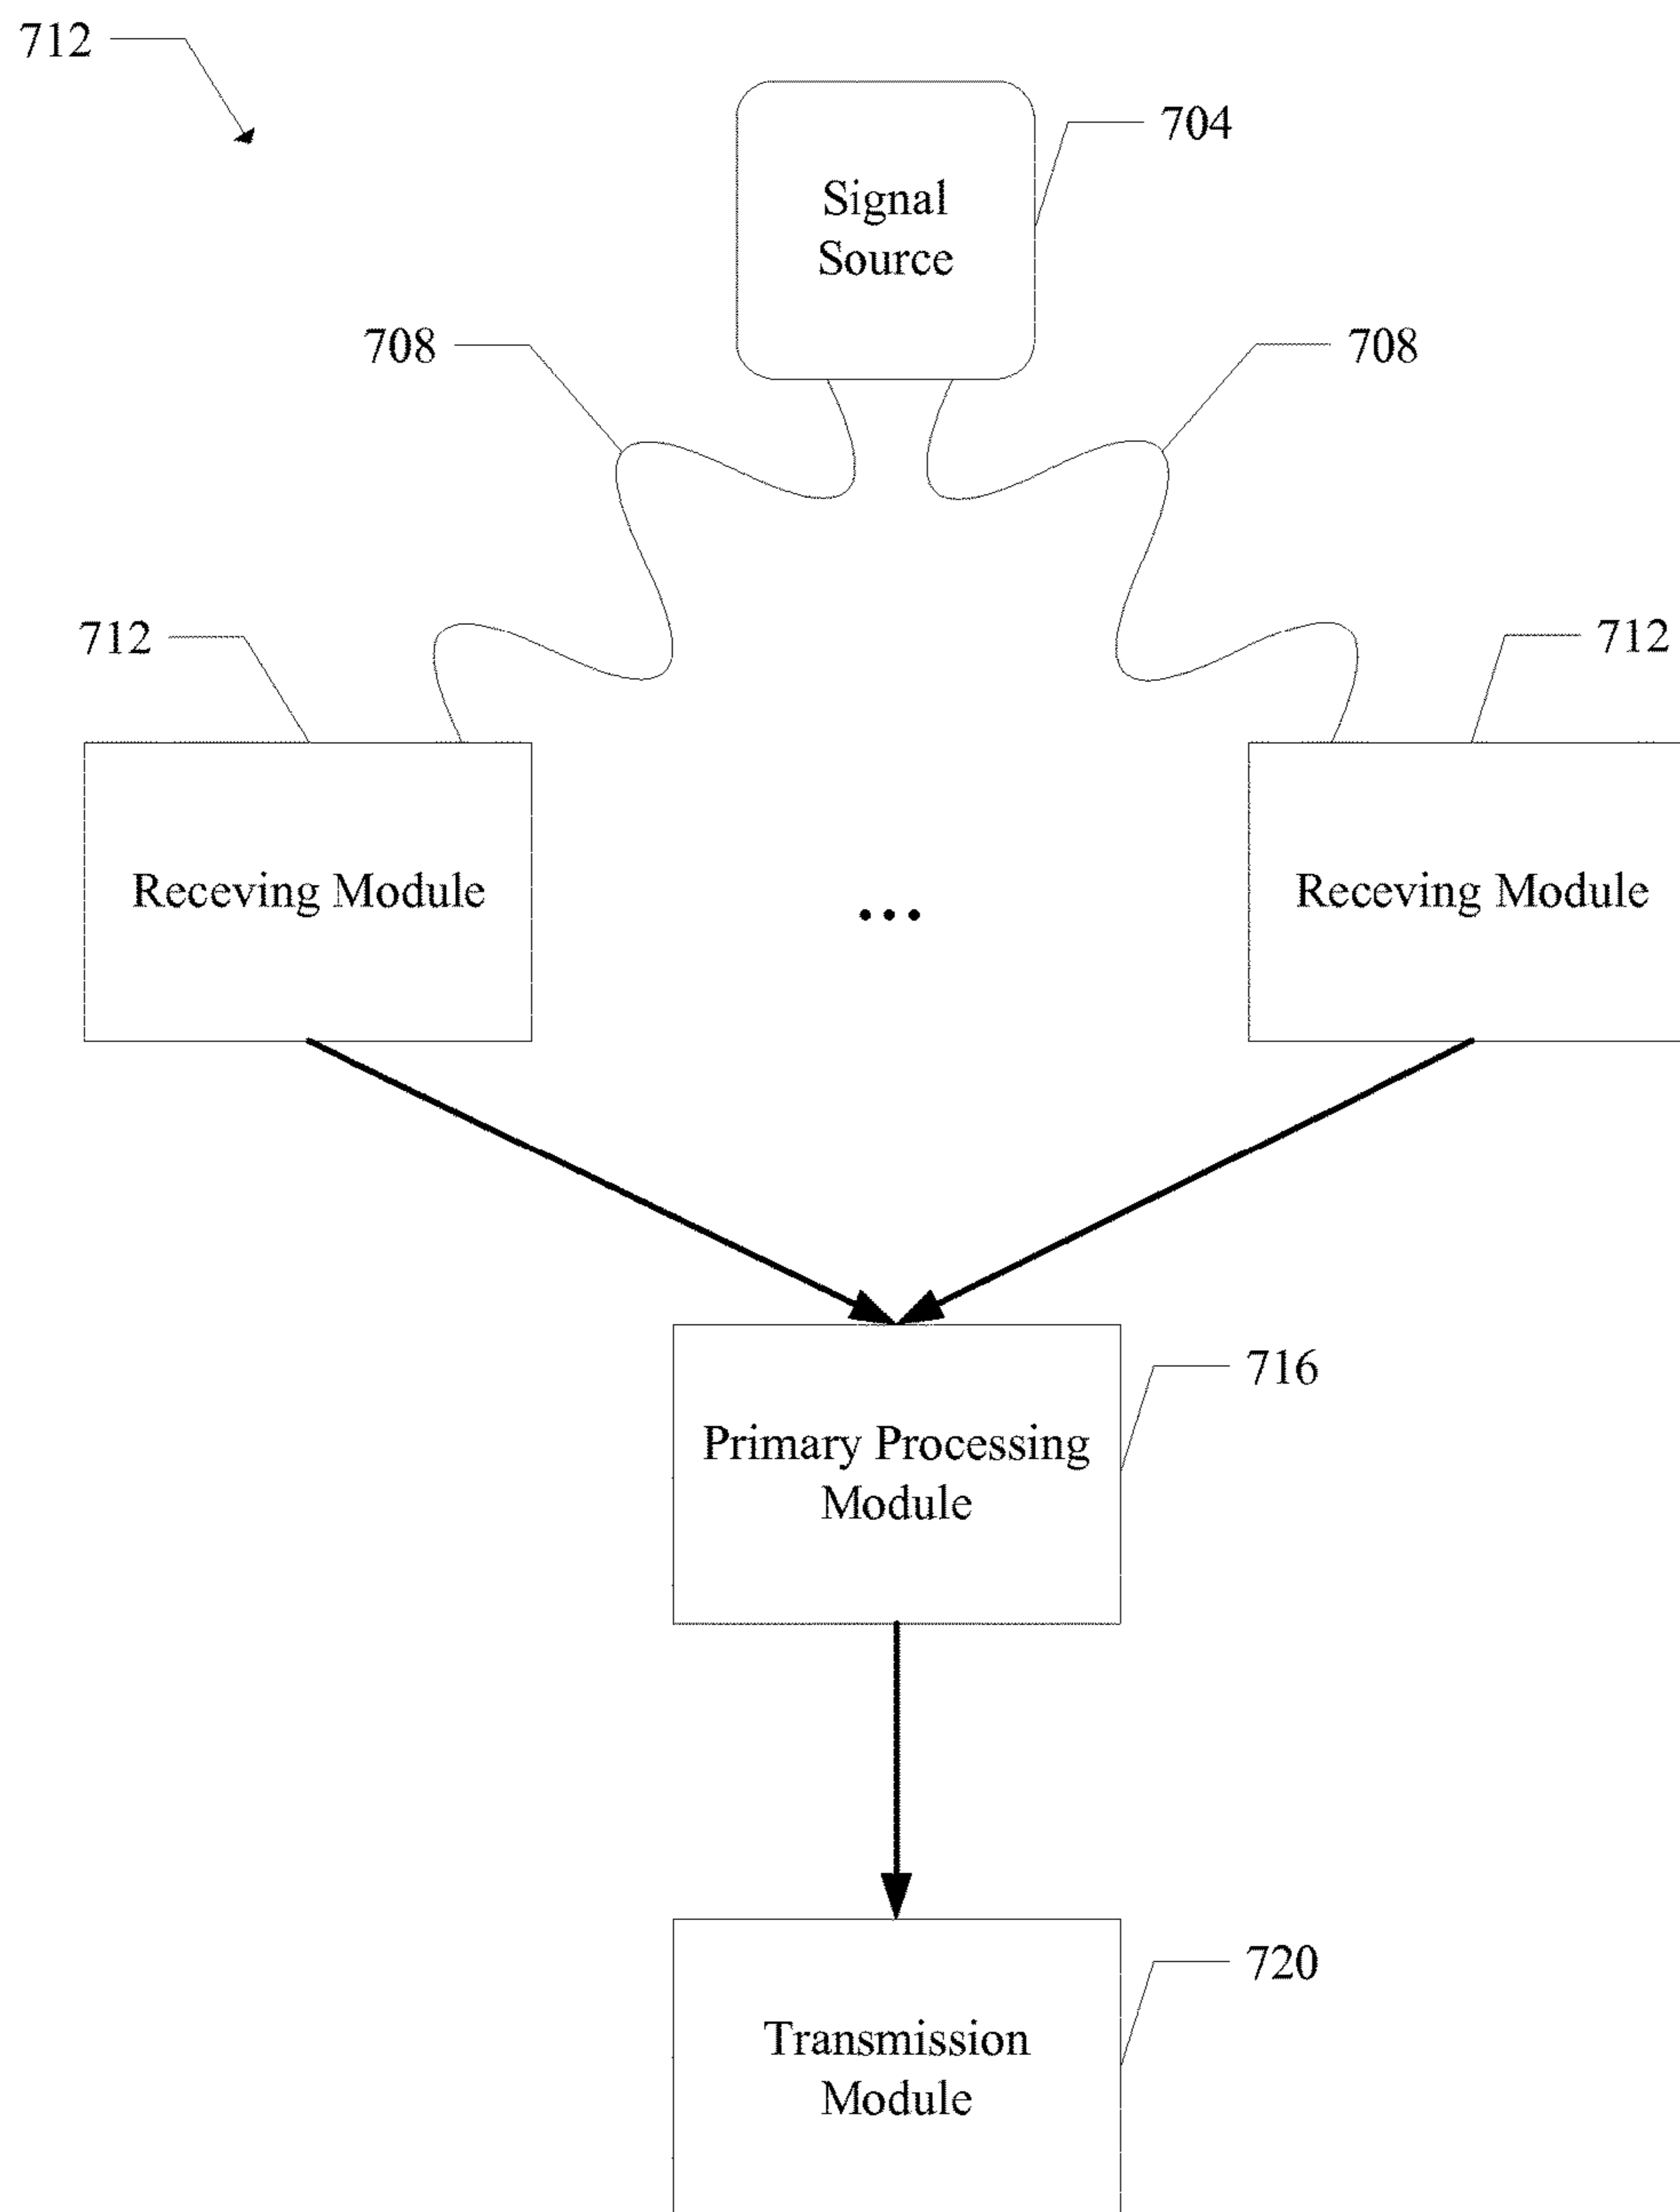 712
704
Signal
Source
708
708
712
712
Receving Module
...
Receving Module
716
Primary Processing
Module
720
Transmission
Module